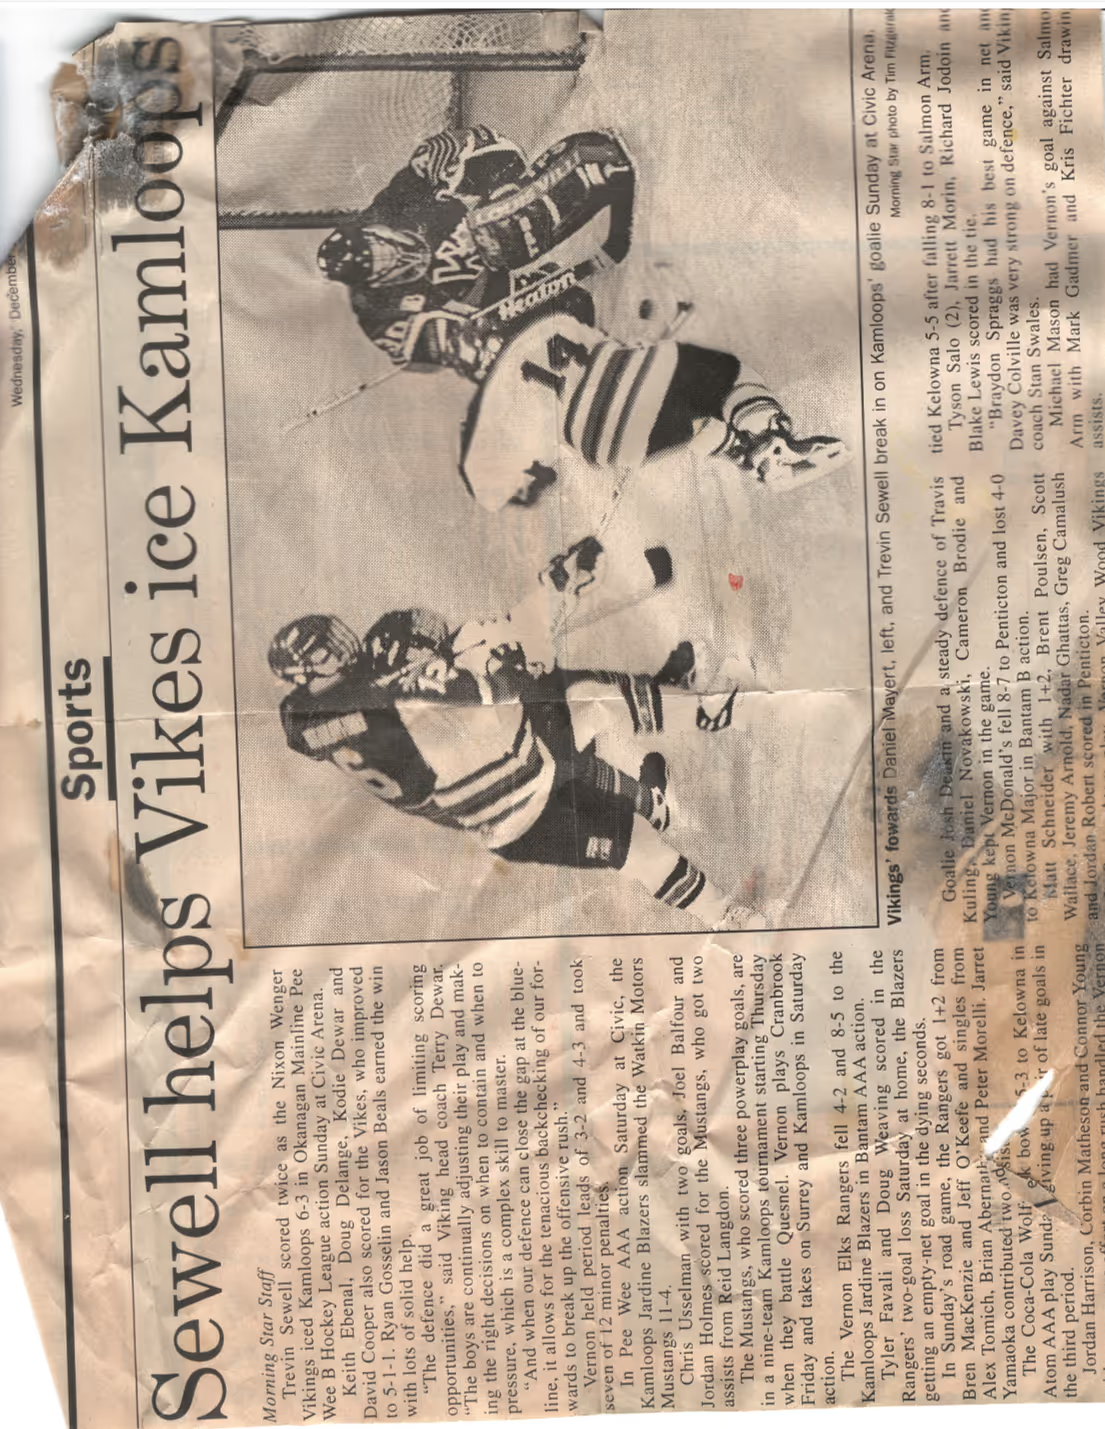 Wednesday, December
Sports
Sewell helps Vikes ice Kamloops
Morning Star Staff
Trevin Sewell scored twice as the Nixon Wenger
Vikings iced Kamloops 6-3 in Okanagan Mainline Pee
Wee B Hockey League action Sunday at Civic Arena.
Keith Ebenal, Doug Delange, Kodie Dewar and
David Cooper also scored for the Vikes, who improved
to 5-1-1. Ryan Gosselin and Jason Beals earned the win
with lots of solid help.
"The defence did a great job of limiting scoring
opportunities," said Viking head coach Terry Dewar.
"The boys are continually adjusting their play and mak-
ing the right decisions on when to contain and when to
pressure, which is a complex skill to master.
"And when our defence can close the gap at the blue-
line, it allows for the tenacious backchecking of our for-
wards to break up the offensive rush."
Vernon held period leads of 3-2 and 4-3 and took
seven of 12 minor penalties.
In Pee Wee AAA action Saturday at Civic, the
Kamloops Jardine Blazers slammed the Watkin Motors
Mustangs 11-4.
Chris Usselman with two goals, Joel Balfour and
Jordan Holmes scored for the Mustangs, who got two
assists from Reid Langdon.
The Mustangs, who scored three powerplay goals, are
in a nine-team Kamloops tournament starting Thursday
when they battle Quesnel. Vernon plays Cranbrook
Friday and takes on Surrey and Kamloops in Saturday
action.
The Vernon Elks Rangers fell 4-2 and 8-5 to the
Kamloops Jardine Blazers in Bantam AAA action.
Tyler Favali and Doug Weaving scored in the
Rangers' two-goal loss Saturday at home, the Blazers
getting an empty-net goal in the dying seconds.
In Sunday's road game, the Rangers got 1+2 from
Bren MacKenzie and Jeff O'Keefe and singles from
Alex Tomich, Brian and Peter Morelli. Jarret
Yamaoka contributed two
The Coca-Cola Wolf 5-3 to Kelowna in
Atom AAA play giving up a of late goals in
the third period.
Jordan Harrison, Corbin Matheson and Connor Young
handled the Vernon
Heaton
LOUISVILLE
14
6
Vikings' fowards Daniel Mayert, left, and Trevin Sewell break in on Kamloops' goalie Sunday at Civic Arena.
Morning Star photo by Tim
Goalie Josh Deakin and a steady defence of Travis
Kuling, Daniel Novakowski, Cameron Brodie and
Young kept Vernon in the game.
Vernon McDonald's fell 8-7 to Penticton and lost 4-0
to Kelowna Major in Bantam B action.
Matt Schneider with 1+2, Brent Poulsen, Scott
Wallace, Jeremy Arnold, Nadar Ghattas, Greg Camalush
and Jordan Robert scored in Penticton.
Valley Wood Vikings
tied Kelowna 5-5 after falling 8-1 to Salmon Arm.
Tyson Salo (2), Jarrett Morin, Richard Jodoin and
Blake Lewis scored in the tie.
"Braydon Spraggs had his best game in net and
Davey Colville was very strong on defence," said Viking
coach Stan Swales.
Michael Mason had Vernon's goal against Salmon
Arm with Mark Gadmer and Kris Fichter drawing
assists.